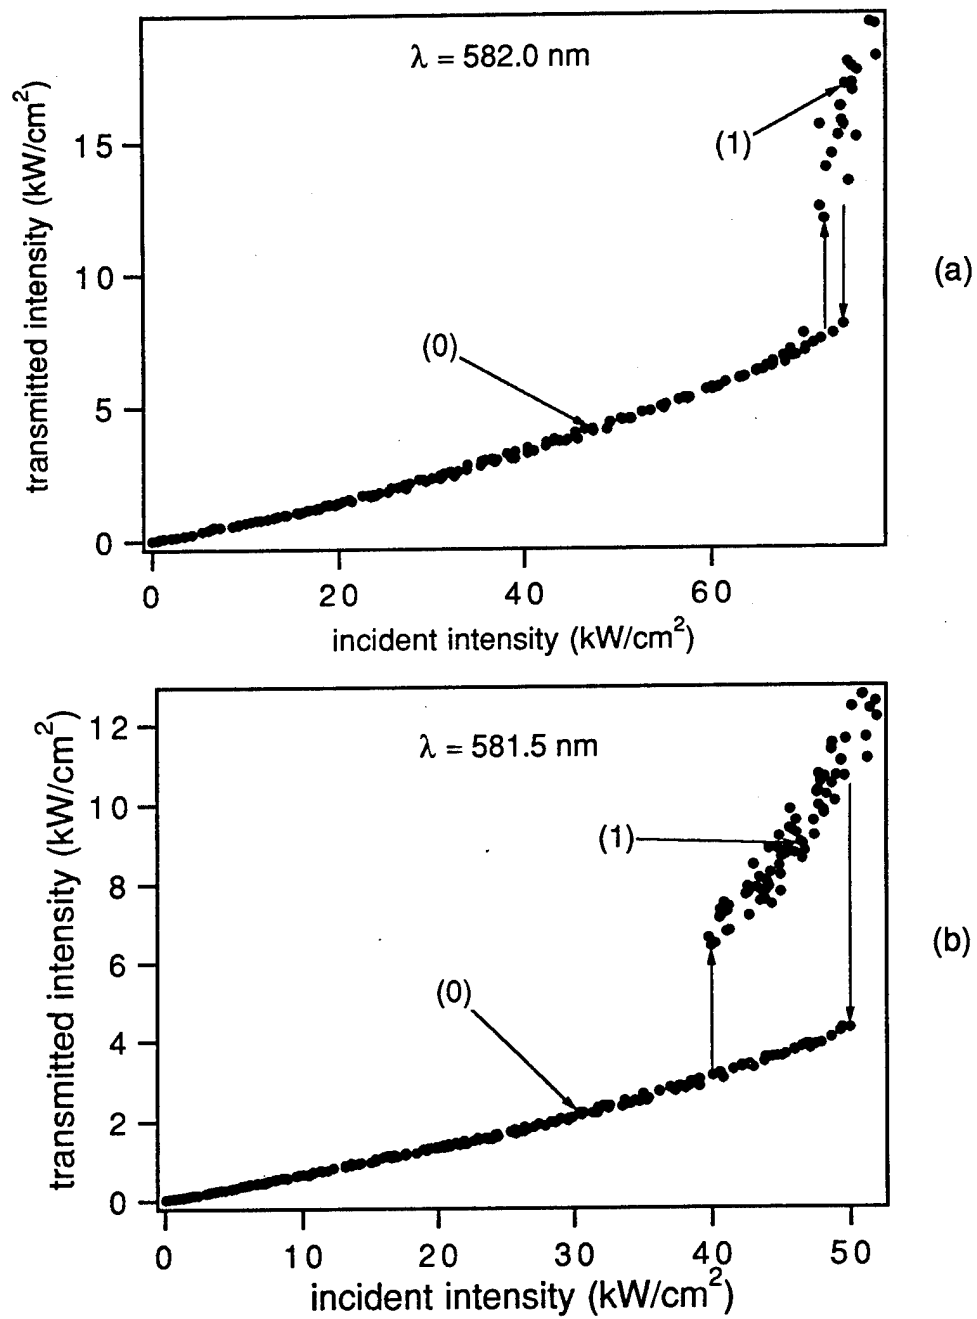 λ = 582.0 nm
(1)
(0)
(a)
transmitted intensity (kW/cm²)
15
10
5
0
0 20 40 60
incident intensity (kW/cm²)
λ = 581.5 nm
(1)
(0)
(b)
transmitted intensity (kW/cm²)
12
10
8
6
4
2
0
0 10 20 30 40 50
incident intensity (kW/cm²)